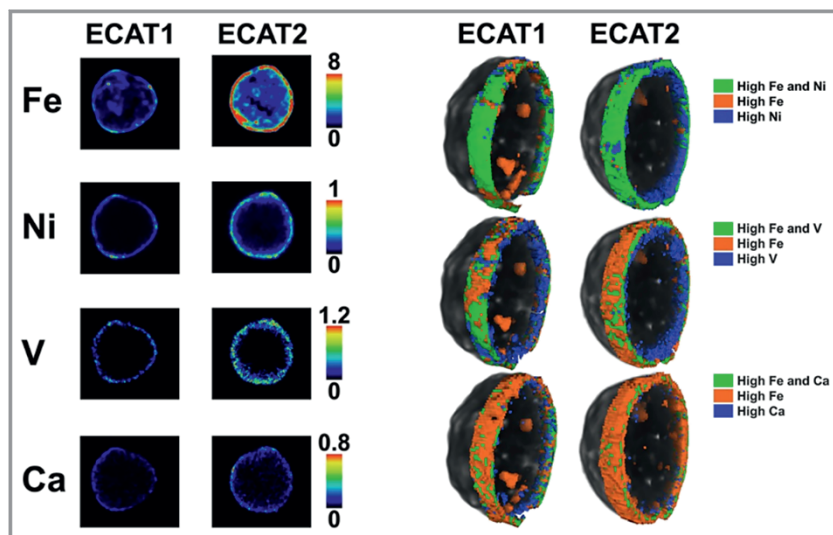 ECAT1 ECAT2
Fe
8
0
Ni
1
0
V
1.2
0
Ca
0.8
0
ECAT1 ECAT2
High Fe and Ni
High Fe
High Ni
High Fe and V
High Fe
High V
High Fe and Ca
High Fe
High Ca